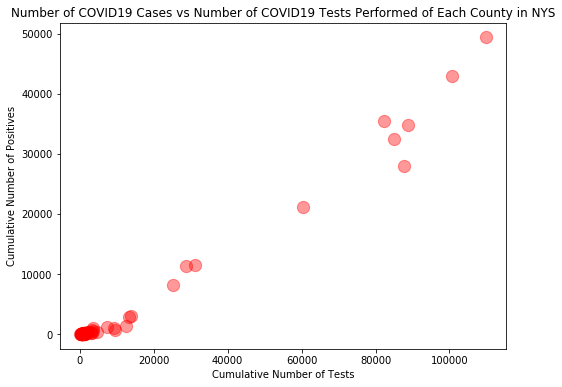 Number of COVID19 Cases vs Number of COVID19 Tests Performed of Each County in NYS
50000
40000
30000
20000
10000
0
Cumulative Number of Positives
0 20000 40000 60000 80000 100000
Cumulative Number of Tests